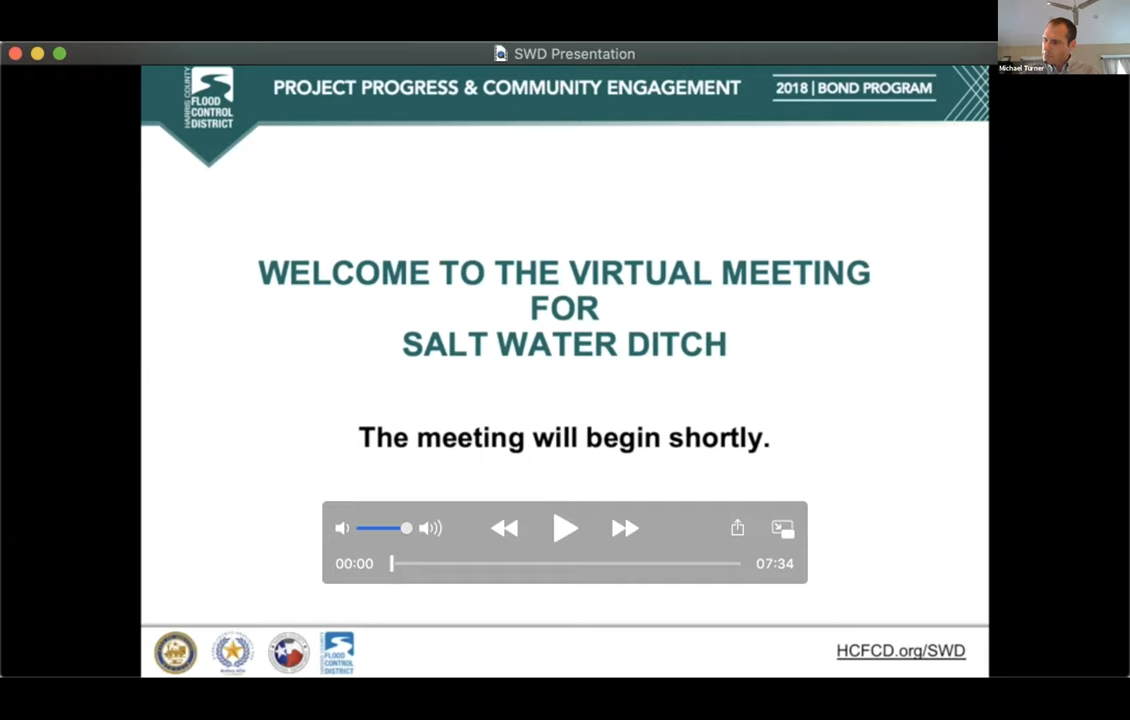 SWD Presentation
Michael Turner
HARRIS COUNTY
FLOOD
CONTROL
DISTRICT
PROJECT PROGRESS & COMMUNITY ENGAGEMENT
2018 | BOND PROGRAM
WELCOME TO THE VIRTUAL MEETING
FOR
SALT WATER DITCH
The meeting will begin shortly.
00:00
07:34
FLOOD
CONTROL
DISTRICT
HCFCD.org/SWD